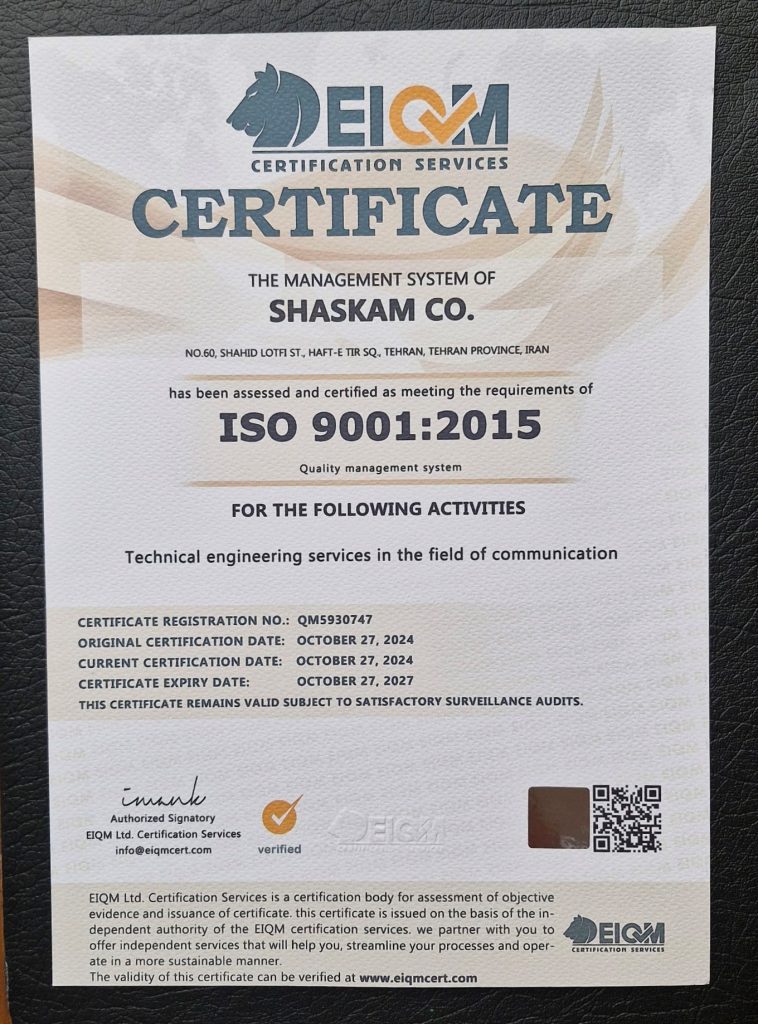 EIQM
CERTIFICATION SERVICES
CERTIFICATE
THE MANAGEMENT SYSTEM OF
SHASKAM CO.
NO.60, SHAHID LOTFI ST., HAFT-E TIR SQ., TEHRAN, TEHRAN PROVINCE, IRAN
has been assessed and certified as meeting the requirements of
ISO 9001:2015
Quality management system
FOR THE FOLLOWING ACTIVITIES
Technical engineering services in the field of communication
CERTIFICATE REGISTRATION NO.: QM5930747
ORIGINAL CERTIFICATION DATE: OCTOBER 27, 2024
CURRENT CERTIFICATION DATE: OCTOBER 27, 2024
CERTIFICATE EXPIRY DATE: OCTOBER 27, 2027
THIS CERTIFICATE REMAINS VALID SUBJECT TO SATISFACTORY SURVEILLANCE AUDITS.
Authorized Signatory
EIQM Ltd. Certification Services
info@eiqmcert.com
verified
EIQM
EIQM Ltd. Certification Services is a certification body for assessment of objective
evidence and issuance of certificate. this certificate is issued on the basis of the in-
dependent authority of the EIQM certification services. we partner with you to
offer independent services that will help you, streamline your processes and oper-
ate in a more sustainable manner.
The validity of this certificate can be verified at www.eiqmcert.com
EIQM
CERTIFICATION SERVICES